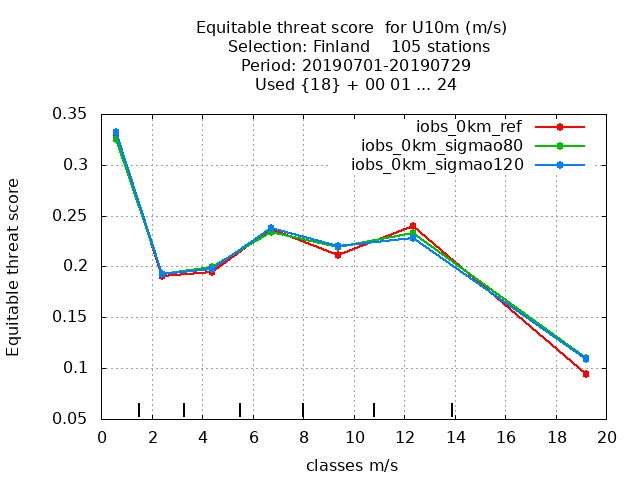 Equitable threat score  for U10m (m/s)
Selection: Finland    105 stations
Period: 20190701-20190729
Used {18} + 00 01 ... 24
iobs_0km_ref
iobs_0km_sigmao80
iobs_0km_sigmao120
Equitable threat score
0.35
0.3
0.25
0.2
0.15
0.1
0.05
0 2 4 6 8 10 12 14 16 18 20
classes m/s